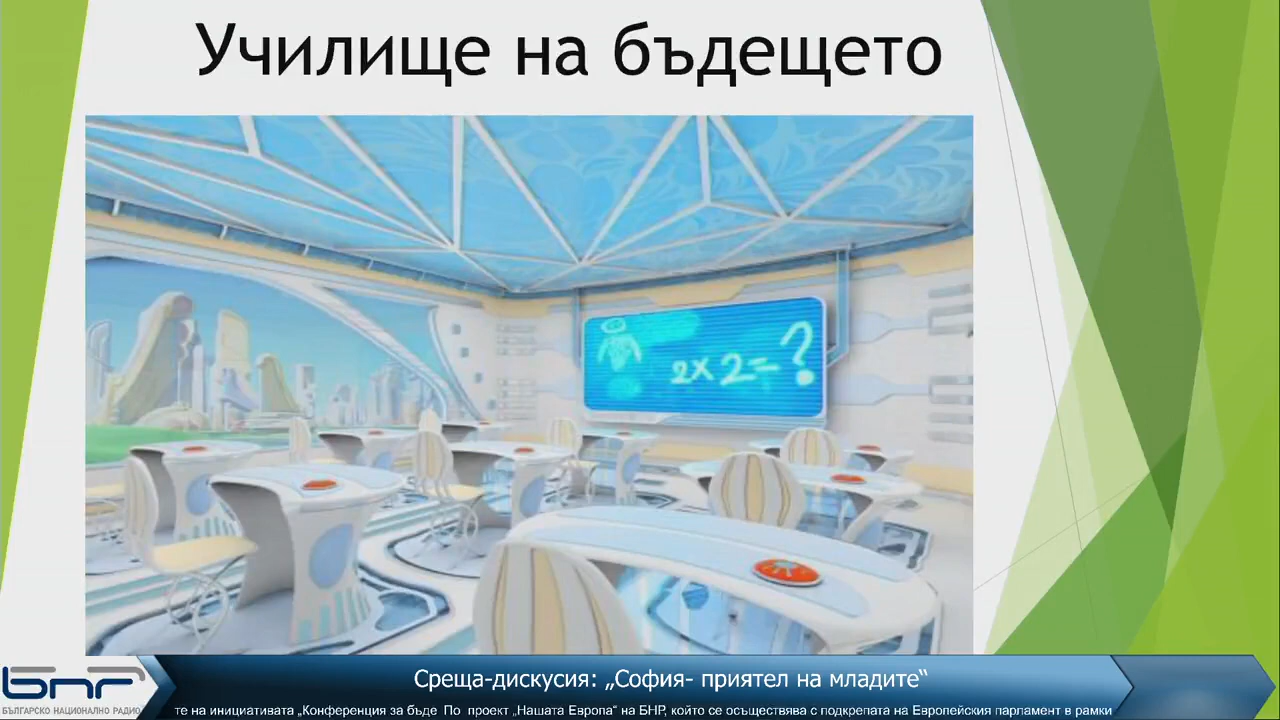 Училище на бъдещето
2x2=?
Среща-дискусия: „София- приятел на младите“
бнр
БЪЛГАРСКО НАЦИОНАЛНО РАДИО
те на инициативата „Конференция за бъде По проект „Нашата Европа“ на БНР, който се осъществява с подкрепата на Европейския парламент в рамки